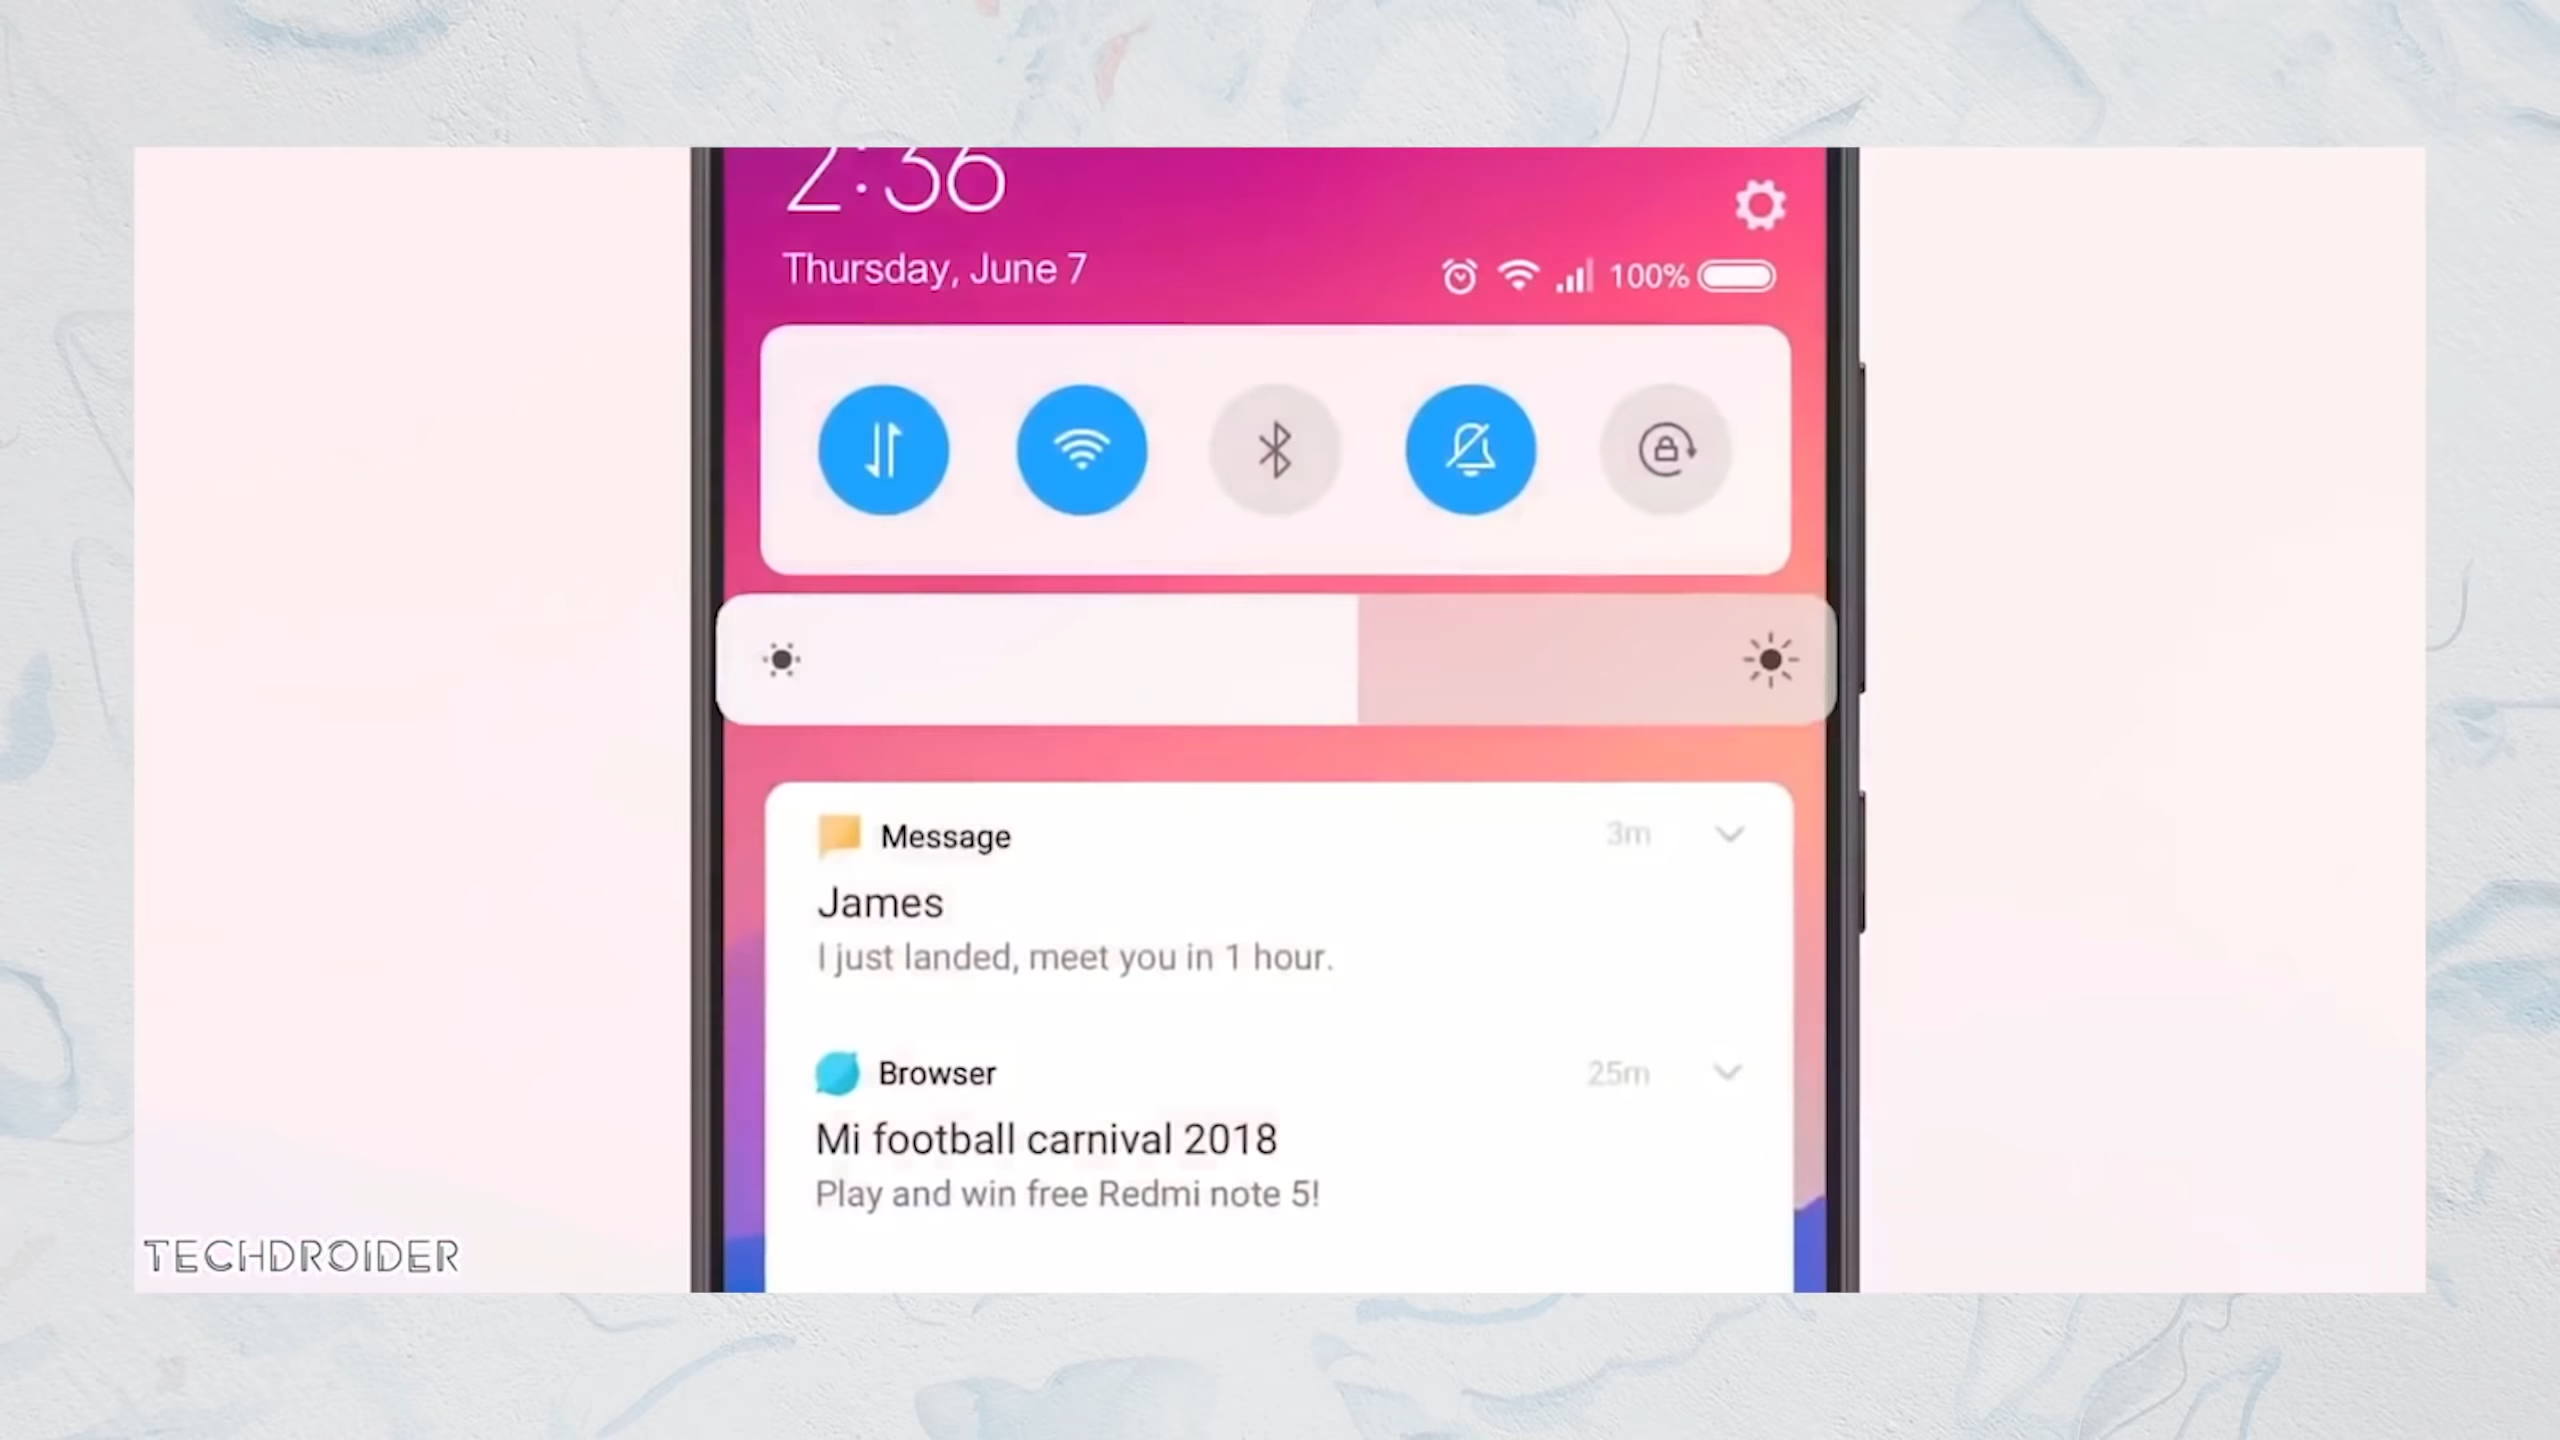 2:36
Thursday, June 7
100%
Message 3m
James
I just landed, meet you in 1 hour.
Browser 25m
Mi football carnival 2018
Play and win free Redmi note 5!
TECHDROIDER